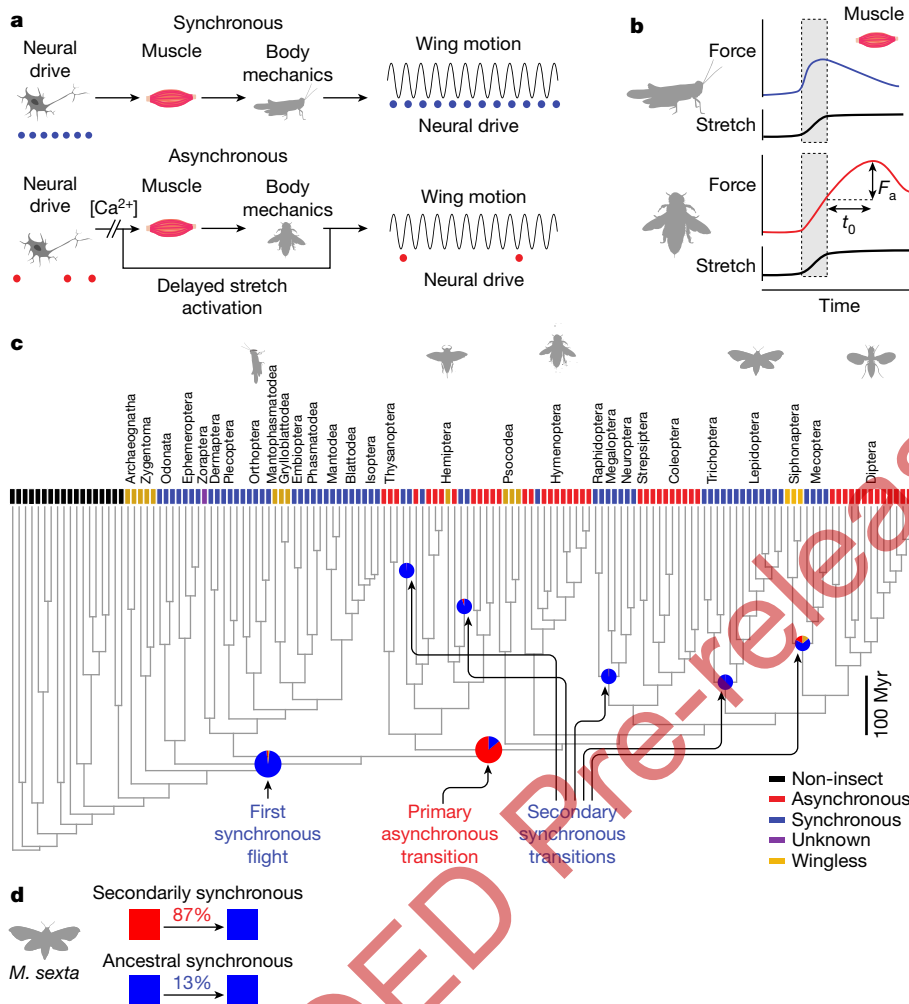 a
Synchronous
Neural
drive
Muscle
Body
mechanics
Wing motion
Neural drive
Asynchronous
Neural
drive
[Ca2+]
Muscle
Body
mechanics
Wing motion
Neural drive
Delayed stretch
activation
b
Muscle
Force
Stretch
Force
Fa
t0
Stretch
Time
c
Archaeognatha
Zygentoma
Odonata
Ephemeroptera
Zoraptera
Dermaptera
Plecoptera
Orthoptera
Mantophasmatodea
Grylloblattodea
Embioptera
Phasmatodea
Mantodea
Blattodea
Isoptera
Thysanoptera
Hemiptera
Psocodea
Hymenoptera
Raphidioptera
Megaloptera
Neuroptera
Strepsiptera
Coleoptera
Trichoptera
Lepidoptera
Siphonaptera
Mecoptera
Diptera
100 Myr
First
synchronous
flight
Primary
asynchronous
transition
Secondary
synchronous
transitions
Non-insect
Asynchronous
Synchronous
Unknown
Wingless
d
Secondarily synchronous
87%
M. sexta
Ancestral synchronous
13%